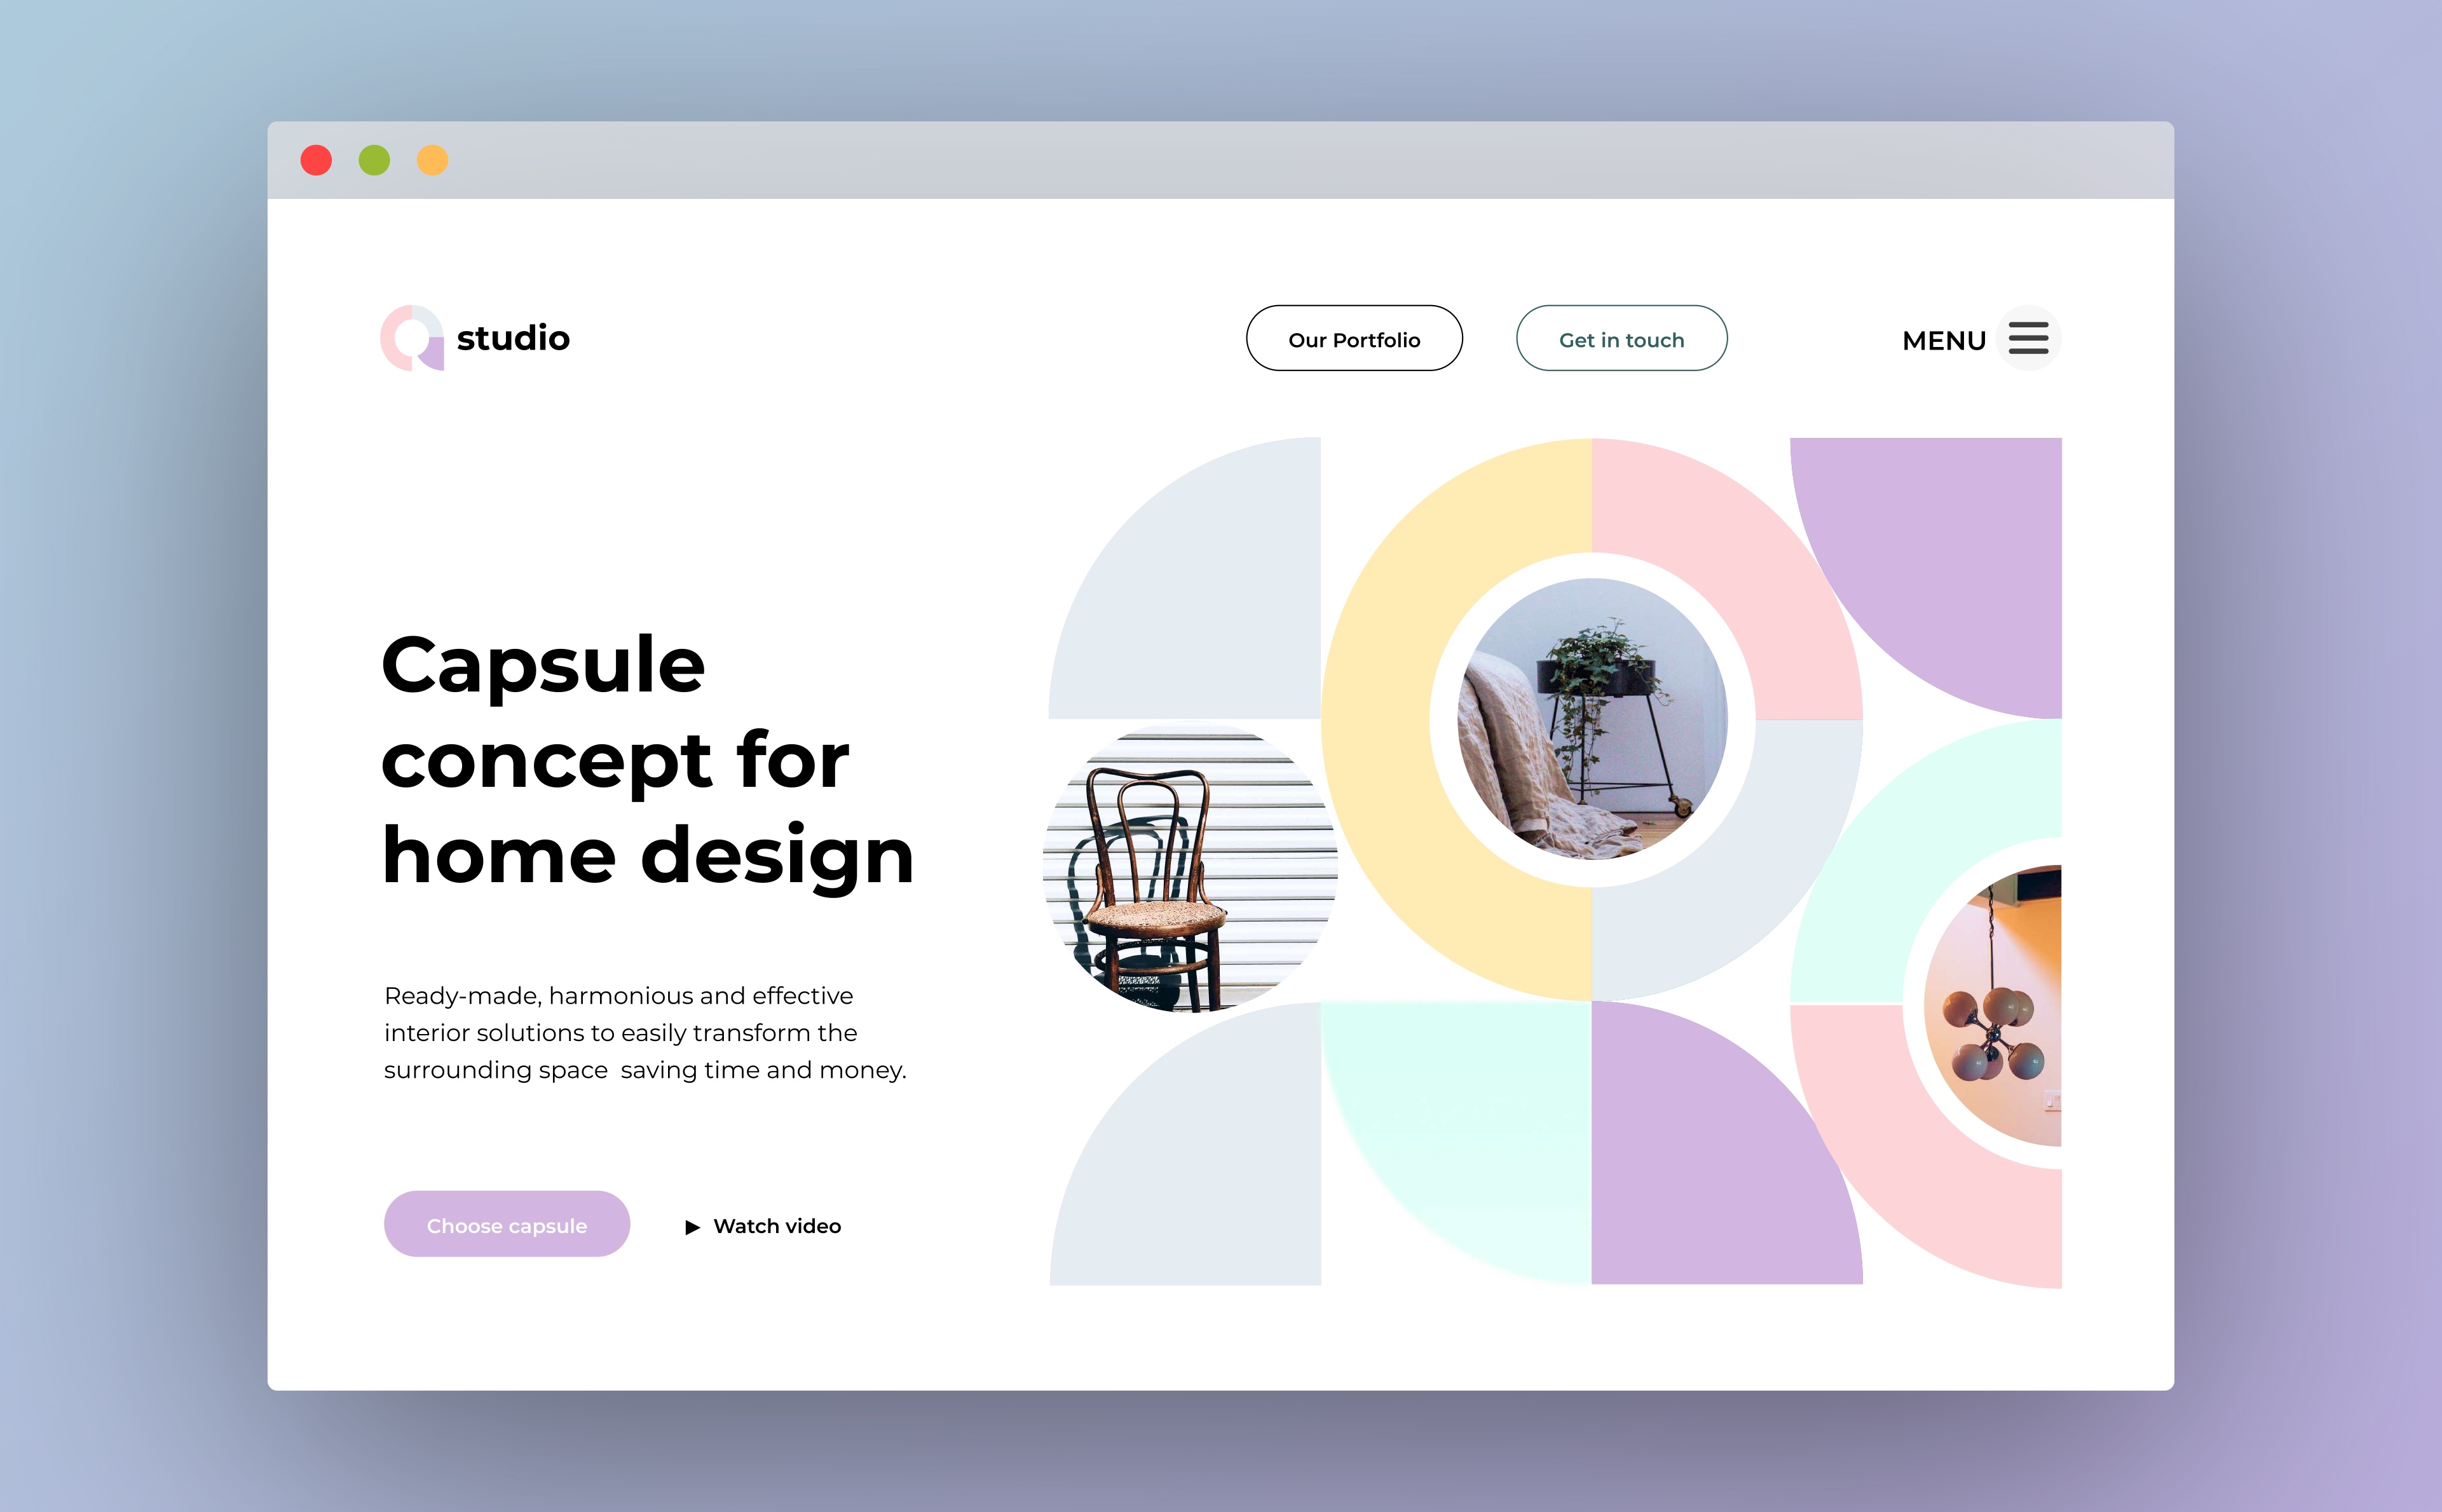 studio
Our Portfolio
Get in touch
MENU
Capsule
concept for
home design
Ready-made, harmonious and effective
interior solutions to easily transform the
surrounding space  saving time and money.
Choose capsule
Watch video